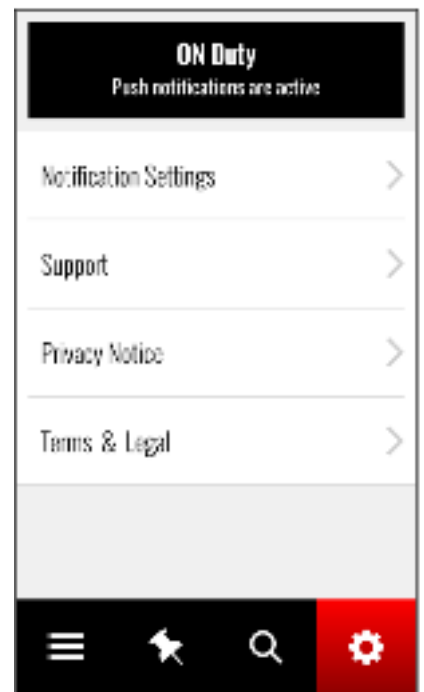 ON Duty
Push notifications are active
Notification Settings
Support
Privacy Notice
Terms & Legal